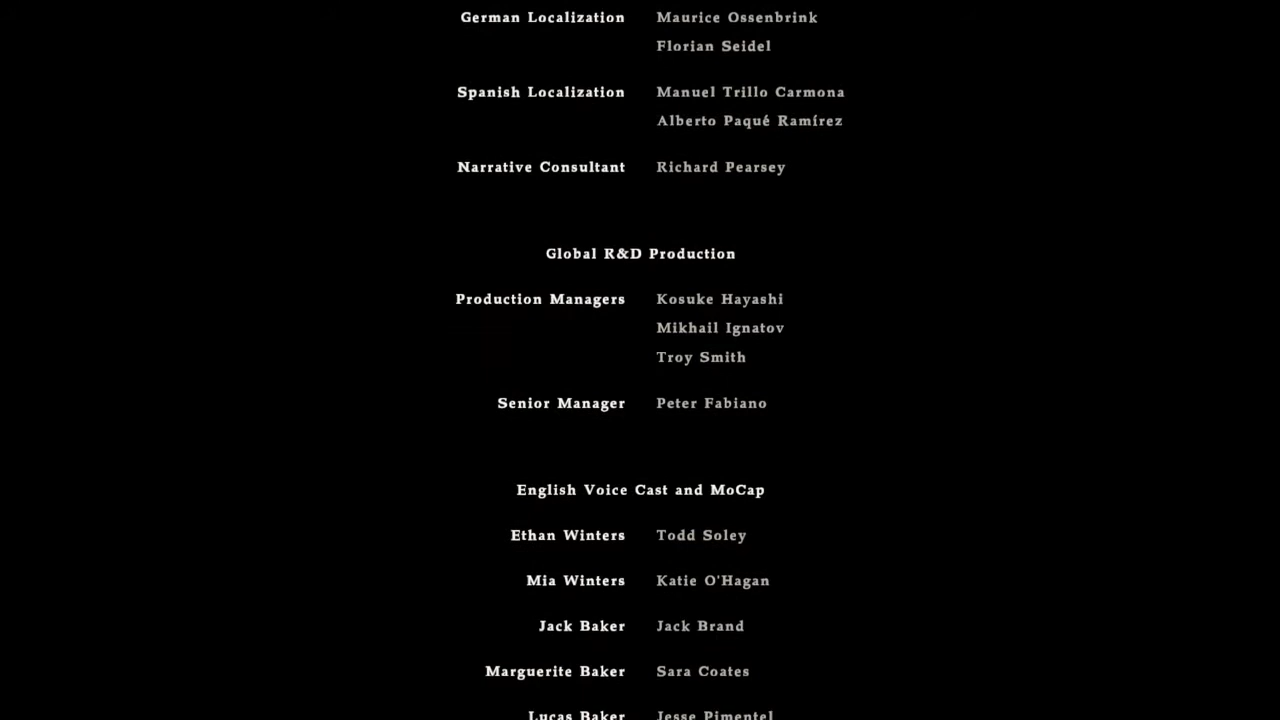 German Localization Maurice Ossenbrink
Florian Seidel
Spanish Localization Manuel Trillo Carmona
Alberto Paqué Ramírez
Narrative Consultant Richard Pearsey
Global R&D Production
Production Managers Kosuke Hayashi
Mikhail Ignatov
Troy Smith
Senior Manager Peter Fabiano
English Voice Cast and MoCap
Ethan Winters Todd Soley
Mia Winters Katie O'Hagan
Jack Baker Jack Brand
Marguerite Baker Sara Coates
Lucas Baker Jesse Pimentel